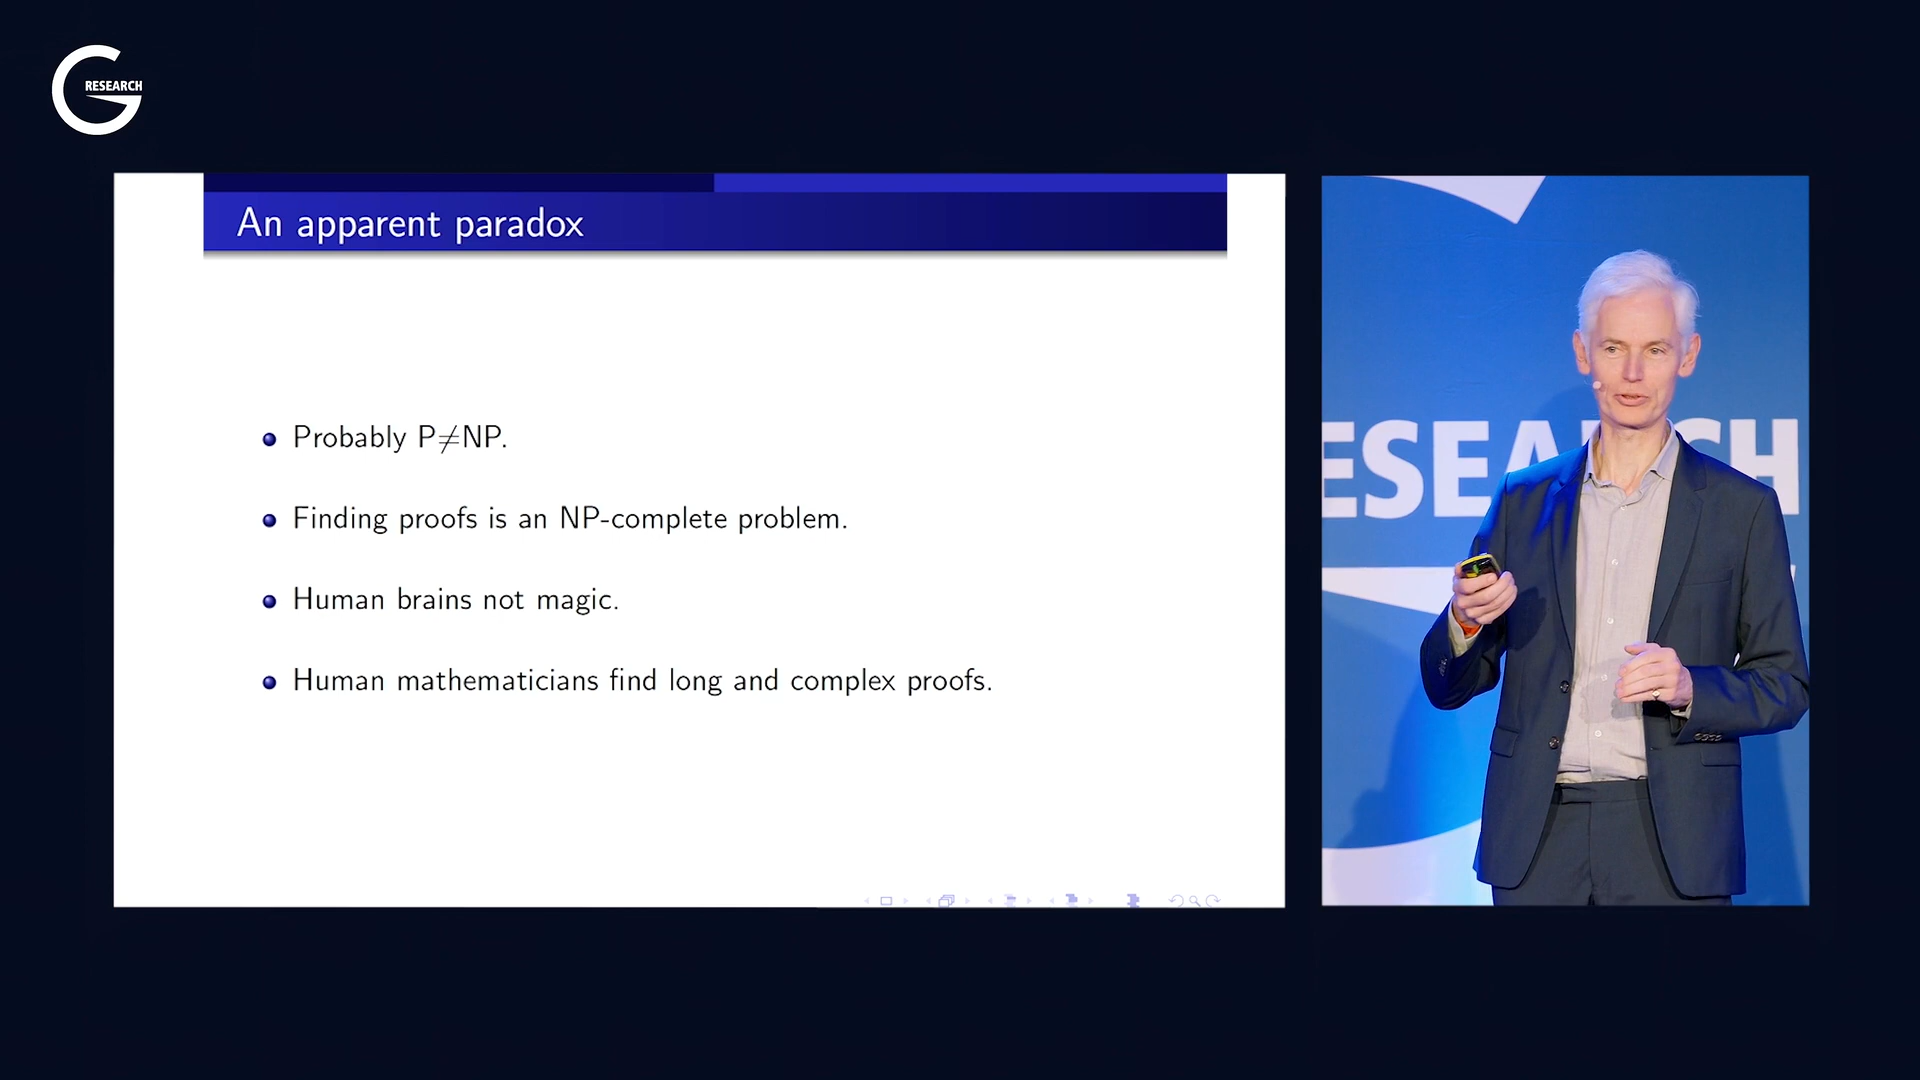 RESEARCH
An apparent paradox
Probably P≠NP.
Finding proofs is an NP-complete problem.
Human brains not magic.
Human mathematicians find long and complex proofs.
ESEA CH